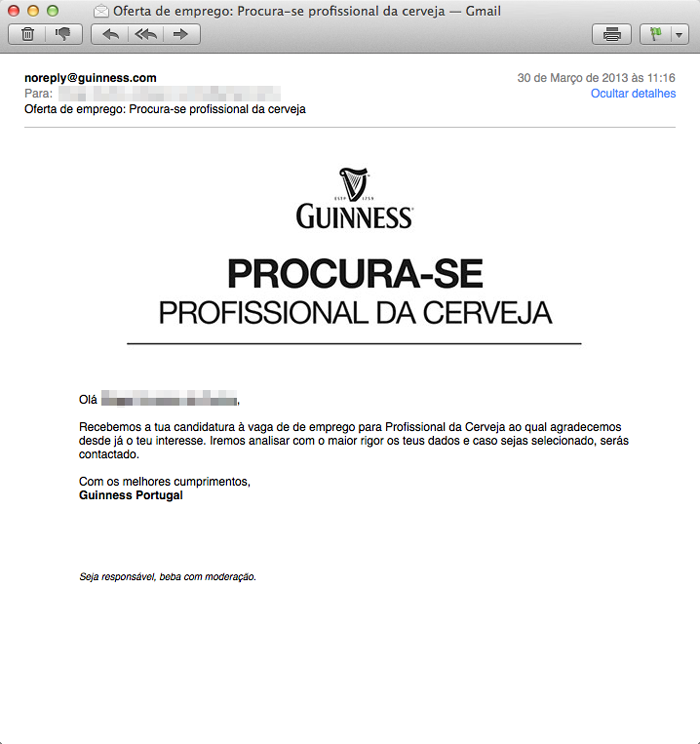 Oferta de emprego: Procura-se profissional da cerveja — Gmail
noreply@guinness.com
30 de Março de 2013 às 11:16
Para:
Ocultar detalhes
Oferta de emprego: Procura-se profissional da cerveja
ESTD 1759
GUINNESS
PROCURA-SE
PROFISSIONAL DA CERVEJA
Olá ,
Recebemos a tua candidatura à vaga de de emprego para Profissional da Cerveja ao qual agradecemos
desde já o teu interesse. Iremos analisar com o maior rigor os teus dados e caso sejas selecionado, serás
contactado.
Com os melhores cumprimentos,
Guinness Portugal
Seja responsável, beba com moderação.